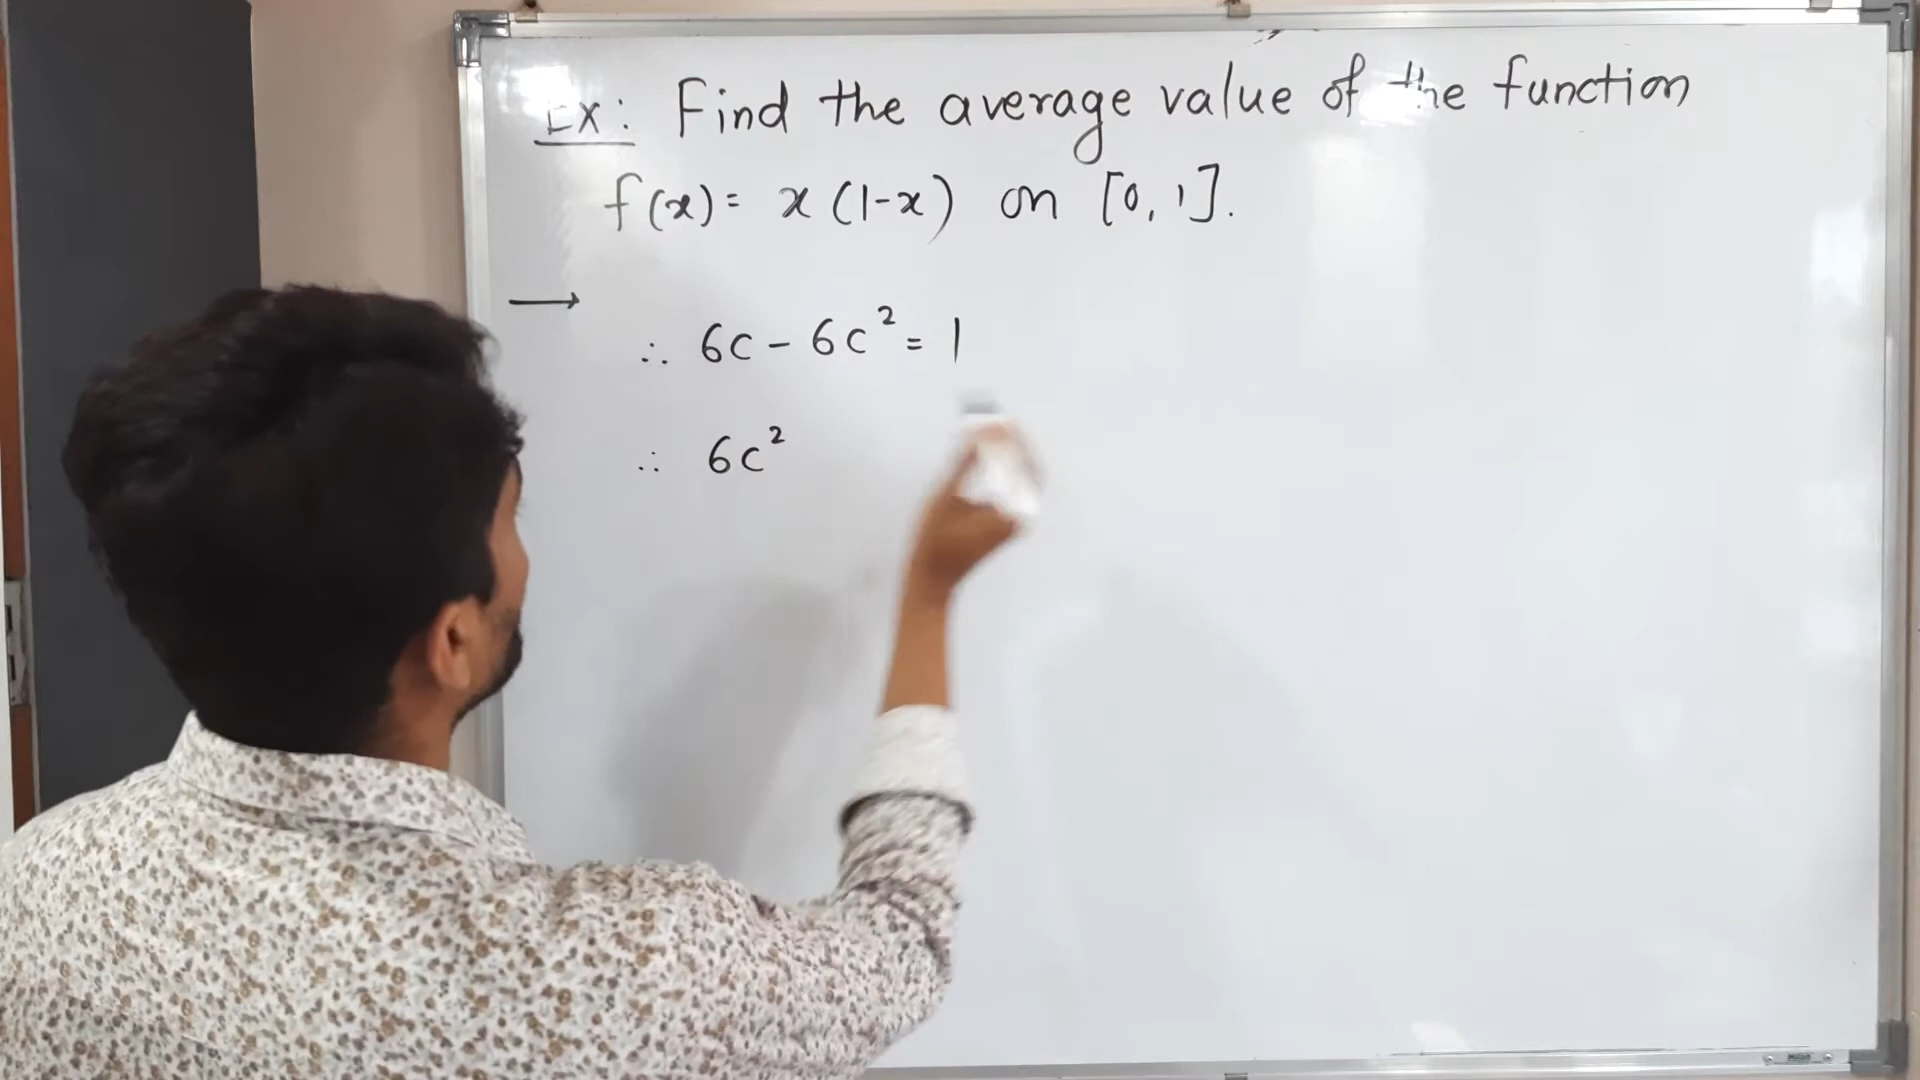 Ex: Find the average value of the function
f(x) = x(1-x) on [0, 1].
→ ∴ 6c - 6c² = 1
∴ 6c²